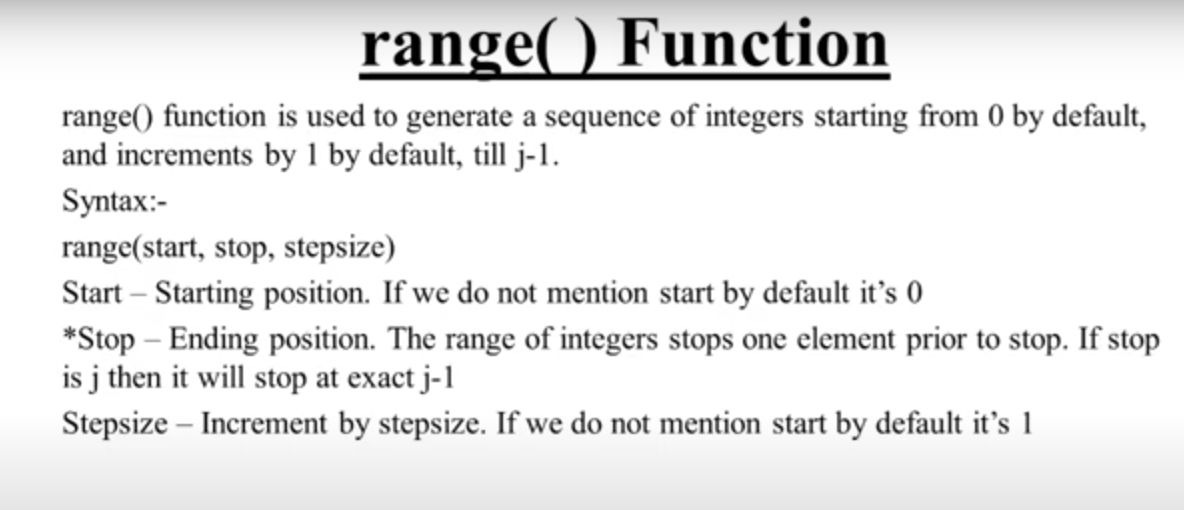 range( ) Function
range() function is used to generate a sequence of integers starting from 0 by default,
and increments by 1 by default, till j-1.
Syntax:-
range(start, stop, stepsize)
Start – Starting position. If we do not mention start by default it’s 0
*Stop – Ending position. The range of integers stops one element prior to stop. If stop
is j then it will stop at exact j-1
Stepsize – Increment by stepsize. If we do not mention start by default it’s 1